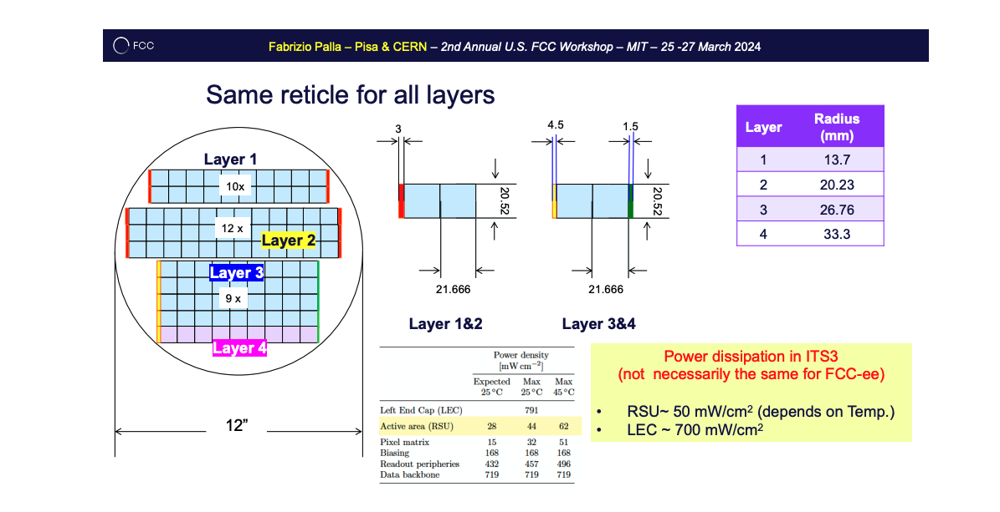 FCC
Fabrizio Palla – Pisa & CERN – 2nd Annual U.S. FCC Workshop – MIT – 25 -27 March 2024
Same reticle for all layers
Layer 1
10x
12 x
Layer 2
Layer 3
9 x
Layer 4
12”
3
20.52
21.666
Layer 1&2
4.5
1.5
20.52
21.666
Layer 3&4
Layer Radius (mm)
1 13.7
2 20.23
3 26.76
4 33.3
Power density
[mW cm⁻²]
Expected Max Max
25 °C 25 °C 45 °C
Left End Cap (LEC) 791
Active area (RSU) 28 44 62
Pixel matrix 15 32 51
Biasing 168 168 168
Readout peripheries 432 457 496
Data backbone 719 719 719
Power dissipation in ITS3
(not necessarily the same for FCC-ee)
• RSU~ 50 mW/cm² (depends on Temp.)
• LEC ~ 700 mW/cm²